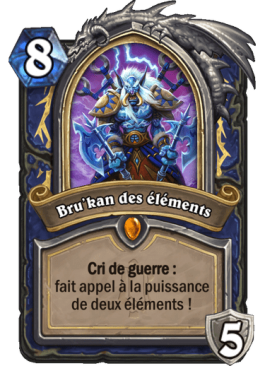 8
Bru'kan des éléments
Cri de guerre :
fait appel à la puissance
de deux éléments !
5